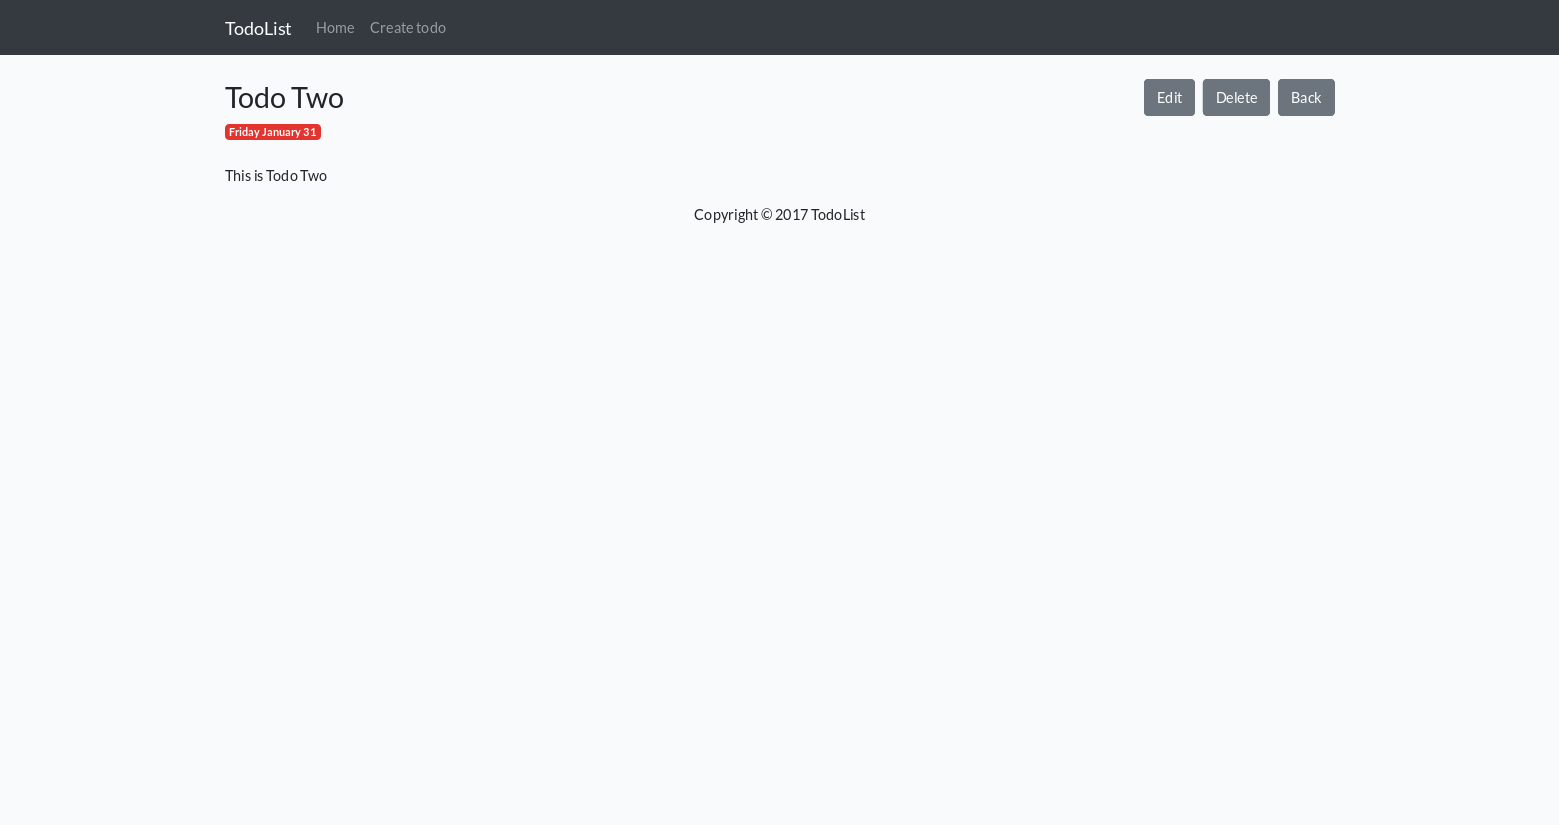 TodoList Home Create todo
Todo Two Edit Delete Back
Friday January 31
This is Todo Two
Copyright © 2017 TodoList